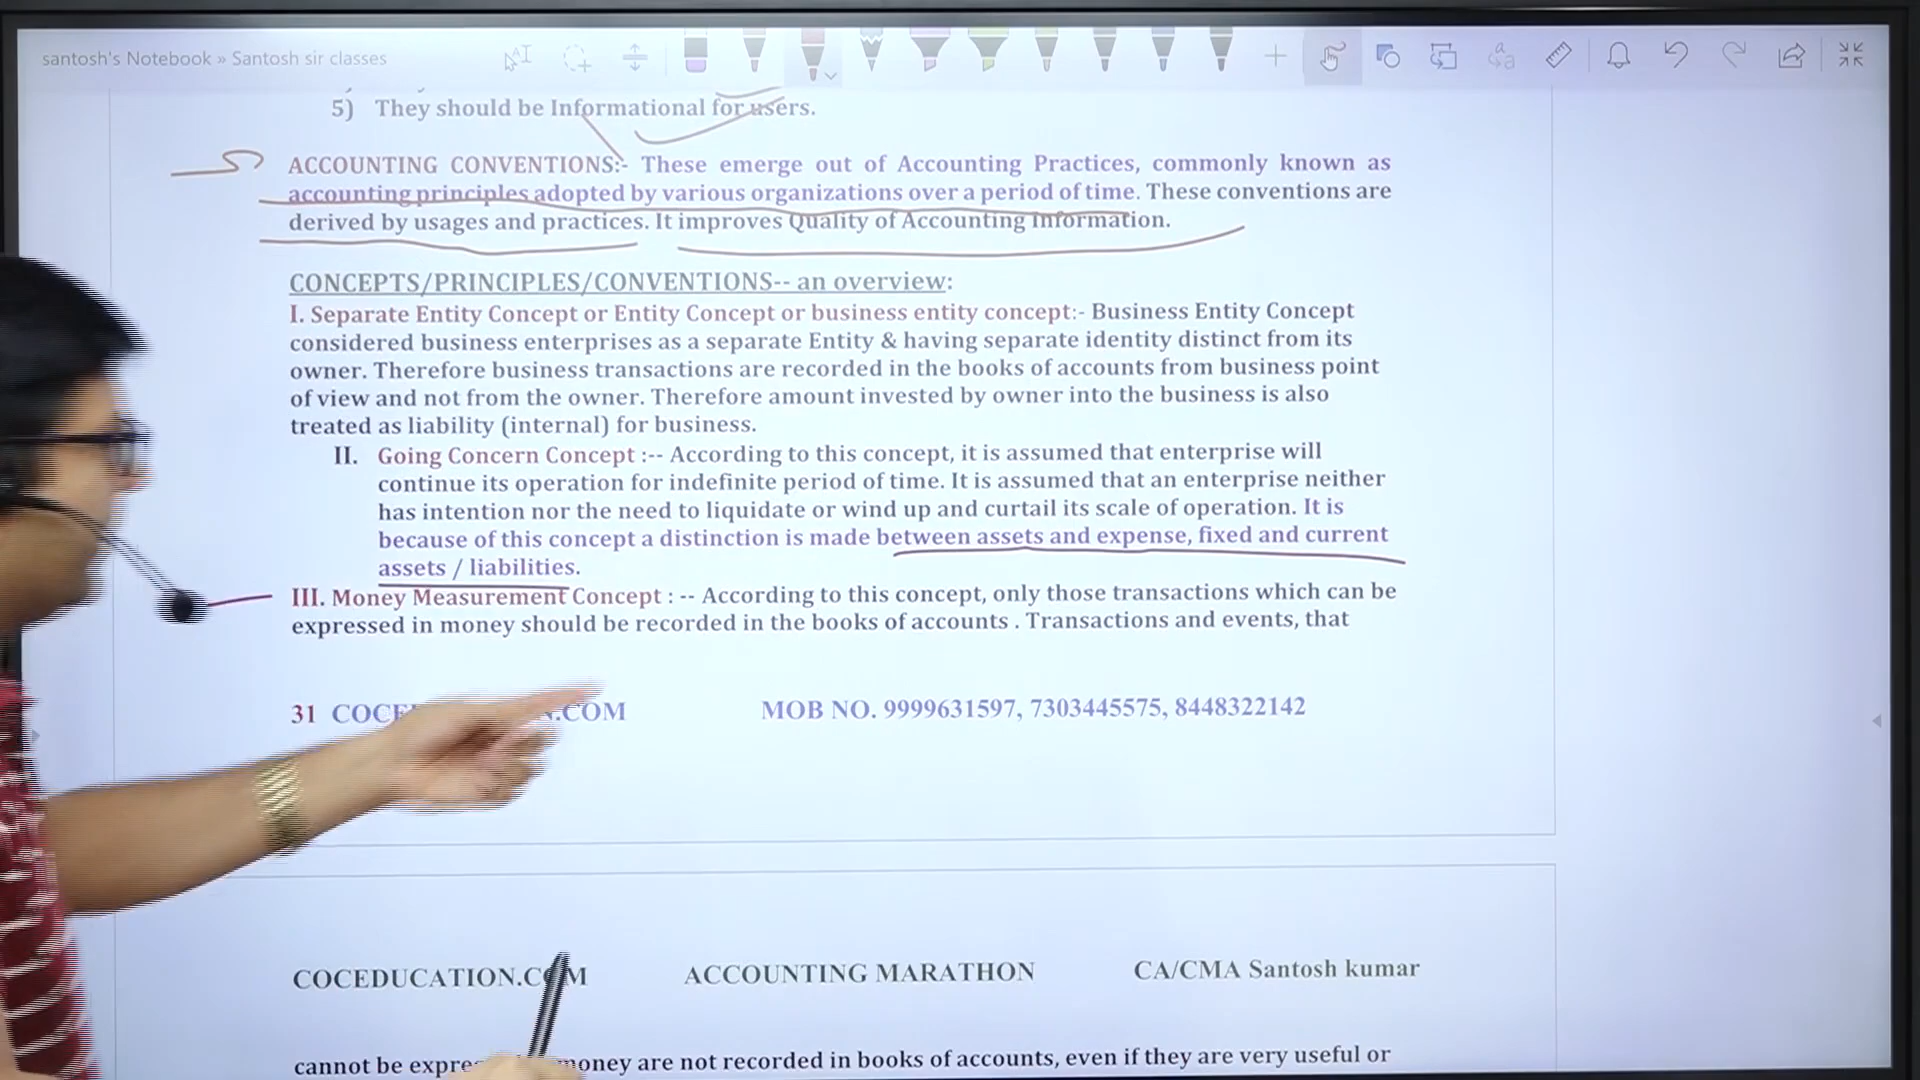 santosh's Notebook » Santosh sir classes
5) They should be Informational for users.
ACCOUNTING CONVENTIONS:- These emerge out of Accounting Practices, commonly known as
accounting principles adopted by various organizations over a period of time. These conventions are
derived by usages and practices. It improves Quality of Accounting Information.
CONCEPTS/PRINCIPLES/CONVENTIONS-- an overview:
I. Separate Entity Concept or Entity Concept or business entity concept:- Business Entity Concept
considered business enterprises as a separate Entity & having separate identity distinct from its
owner. Therefore business transactions are recorded in the books of accounts from business point
of view and not from the owner. Therefore amount invested by owner into the business is also
treated as liability (internal) for business.
II. Going Concern Concept :-- According to this concept, it is assumed that enterprise will
continue its operation for indefinite period of time. It is assumed that an enterprise neither
has intention nor the need to liquidate or wind up and curtail its scale of operation. It is
because of this concept a distinction is made between assets and expense, fixed and current
assets / liabilities.
III. Money Measurement Concept : -- According to this concept, only those transactions which can be
expressed in money should be recorded in the books of accounts . Transactions and events, that
31 COCE N.COM MOB NO. 9999631597, 7303445575, 8448322142
COCEDUCATION.COM ACCOUNTING MARATHON CA/CMA Santosh kumar
cannot be expre money are not recorded in books of accounts, even if they are very useful or